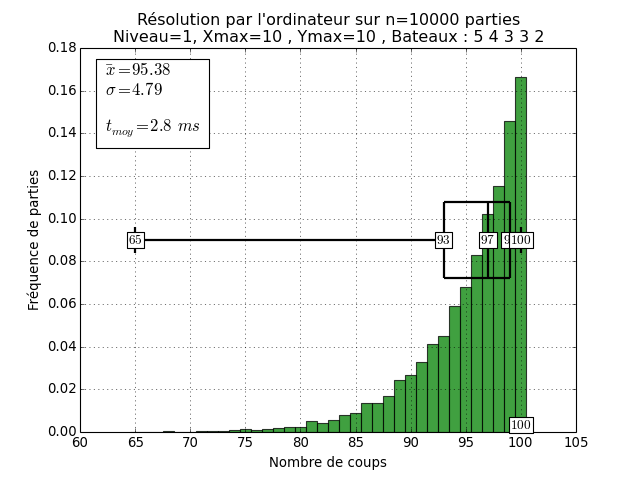 Résolution par l'ordinateur sur n=10000 parties
Niveau=1, Xmax=10 , Ymax=10 , Bateaux : 5 4 3 3 2
0.18
0.16
0.14
0.12
0.10
0.08
0.06
0.04
0.02
0.00
Fréquence de parties
x̄=95.38
σ=4.79
t_moy=2.8 ms
65
93
97
100
100
60 65 70 75 80 85 90 95 100 105
Nombre de coups